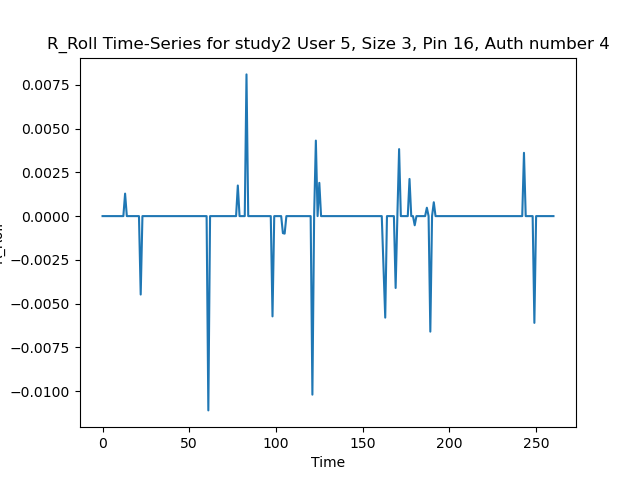 R_Roll Time-Series for study2 User 5, Size 3, Pin 16, Auth number 4
0.0075
0.0050
0.0025
0.0000
−0.0025
−0.0050
−0.0075
−0.0100
R_Roll
0 50 100 150 200 250
Time